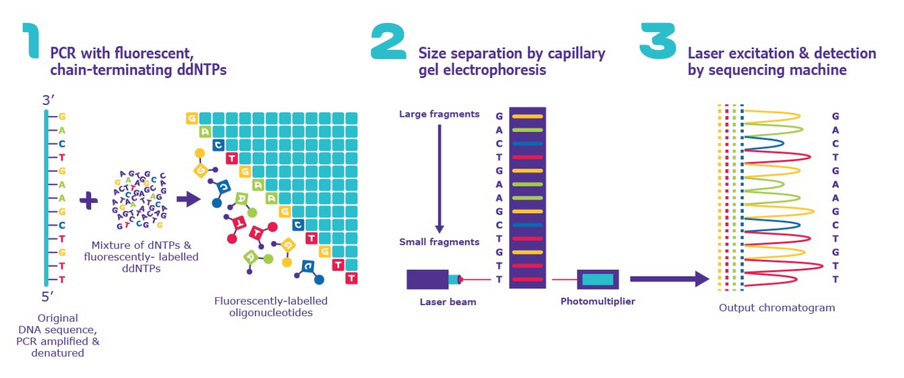 1
PCR with fluorescent,
chain-terminating ddNTPs
3’
G
A
C
T
G
A
A
G
C
T
G
T
T
5’
Original
DNA sequence,
PCR amplified &
denatured
+
Mixture of dNTPs &
fluorescently- labelled
ddNTPs
G
A
C
T
G
A
A
G
C
T
G
T
T
G
C
A
T
T
G
A
C
Fluorescently-labelled
oligonucleotides
2
Size separation by capillary
gel electrophoresis
Large fragments
Small fragments
G
A
C
T
G
A
A
G
C
T
G
T
T
Laser beam
Photomultiplier
3
Laser excitation & detection
by sequencing machine
G
A
C
T
G
A
A
G
C
T
G
T
T
Output chromatogram